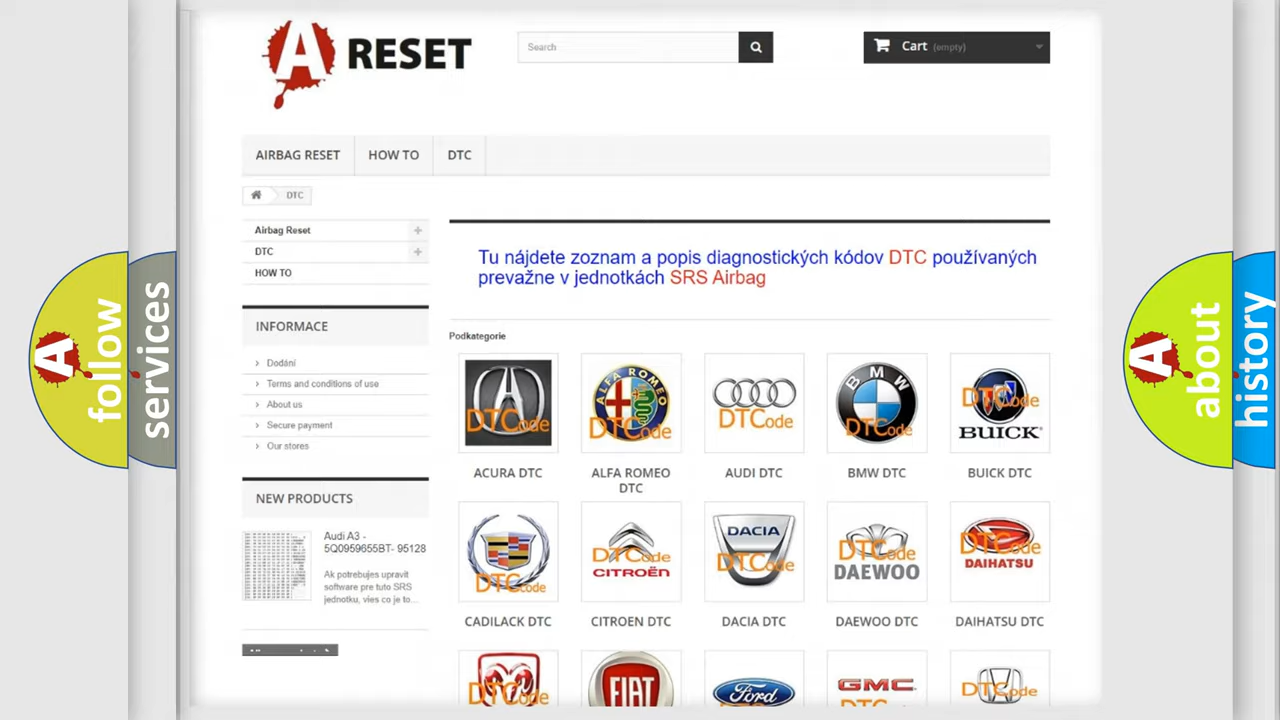 A RESET
Search
Cart (empty)
AIRBAG RESET
HOW TO
DTC
DTC
Airbag Reset
DTC
HOW TO
INFORMACE
Dodání
Terms and conditions of use
About us
Secure payment
Our stores
NEW PRODUCTS
Audi A3 -
5Q0959655BT- 95128
Ak potrebujes upravit
software pre tuto SRS
jednotku, vies co je to...
Tu nájdete zoznam a popis diagnostických kódov DTC používaných
prevažne v jednotkách SRS Airbag
Podkategorie
DTCode
ALFA ROMEO
DTCode
DTCode
BMW
DTCode
DTCode
BUICK
ACURA DTC
ALFA ROMEO
DTC
AUDI DTC
BMW DTC
BUICK DTC
DTCode
DTCode
CITROËN
DACIA
DTCode
DTCode
DAEWOO
DTCode
DAIHATSU
CADILACK DTC
CITROEN DTC
DACIA DTC
DAEWOO DTC
DAIHATSU DTC
DTCode
FIAT
Ford
GMC
DTCode
A follow
services
A about
history